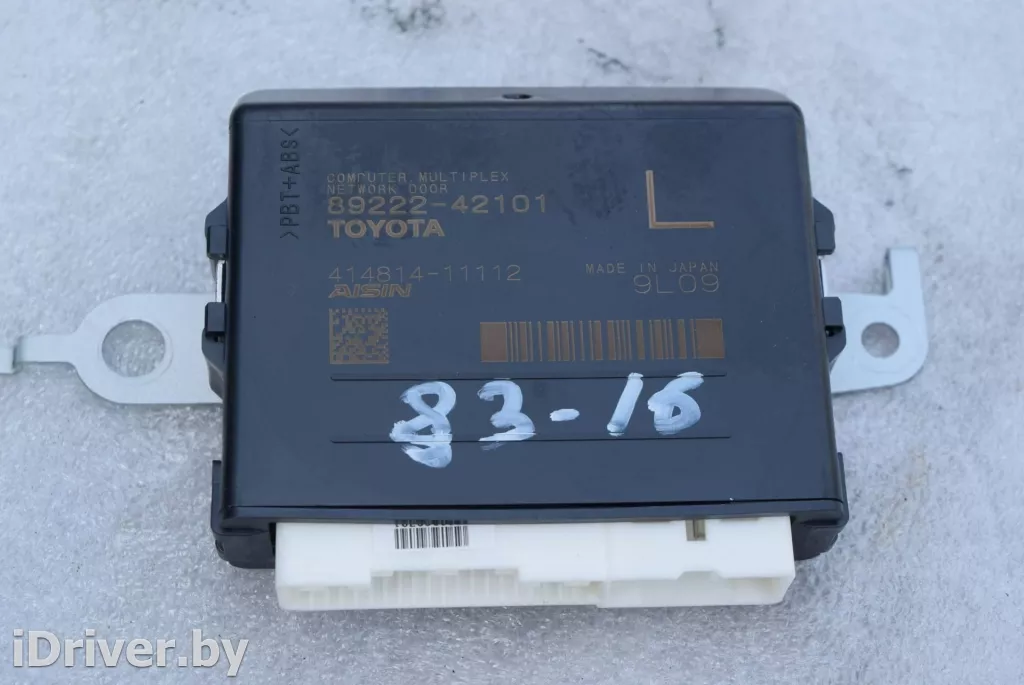 >PBT+ABS<
COMPUTER, MULTIPLEX
NETWORK DOOR
89222-42101
TOYOTA
L
414814-11112
AISIN
MADE IN JAPAN
9L09
83-16
iDriver.by